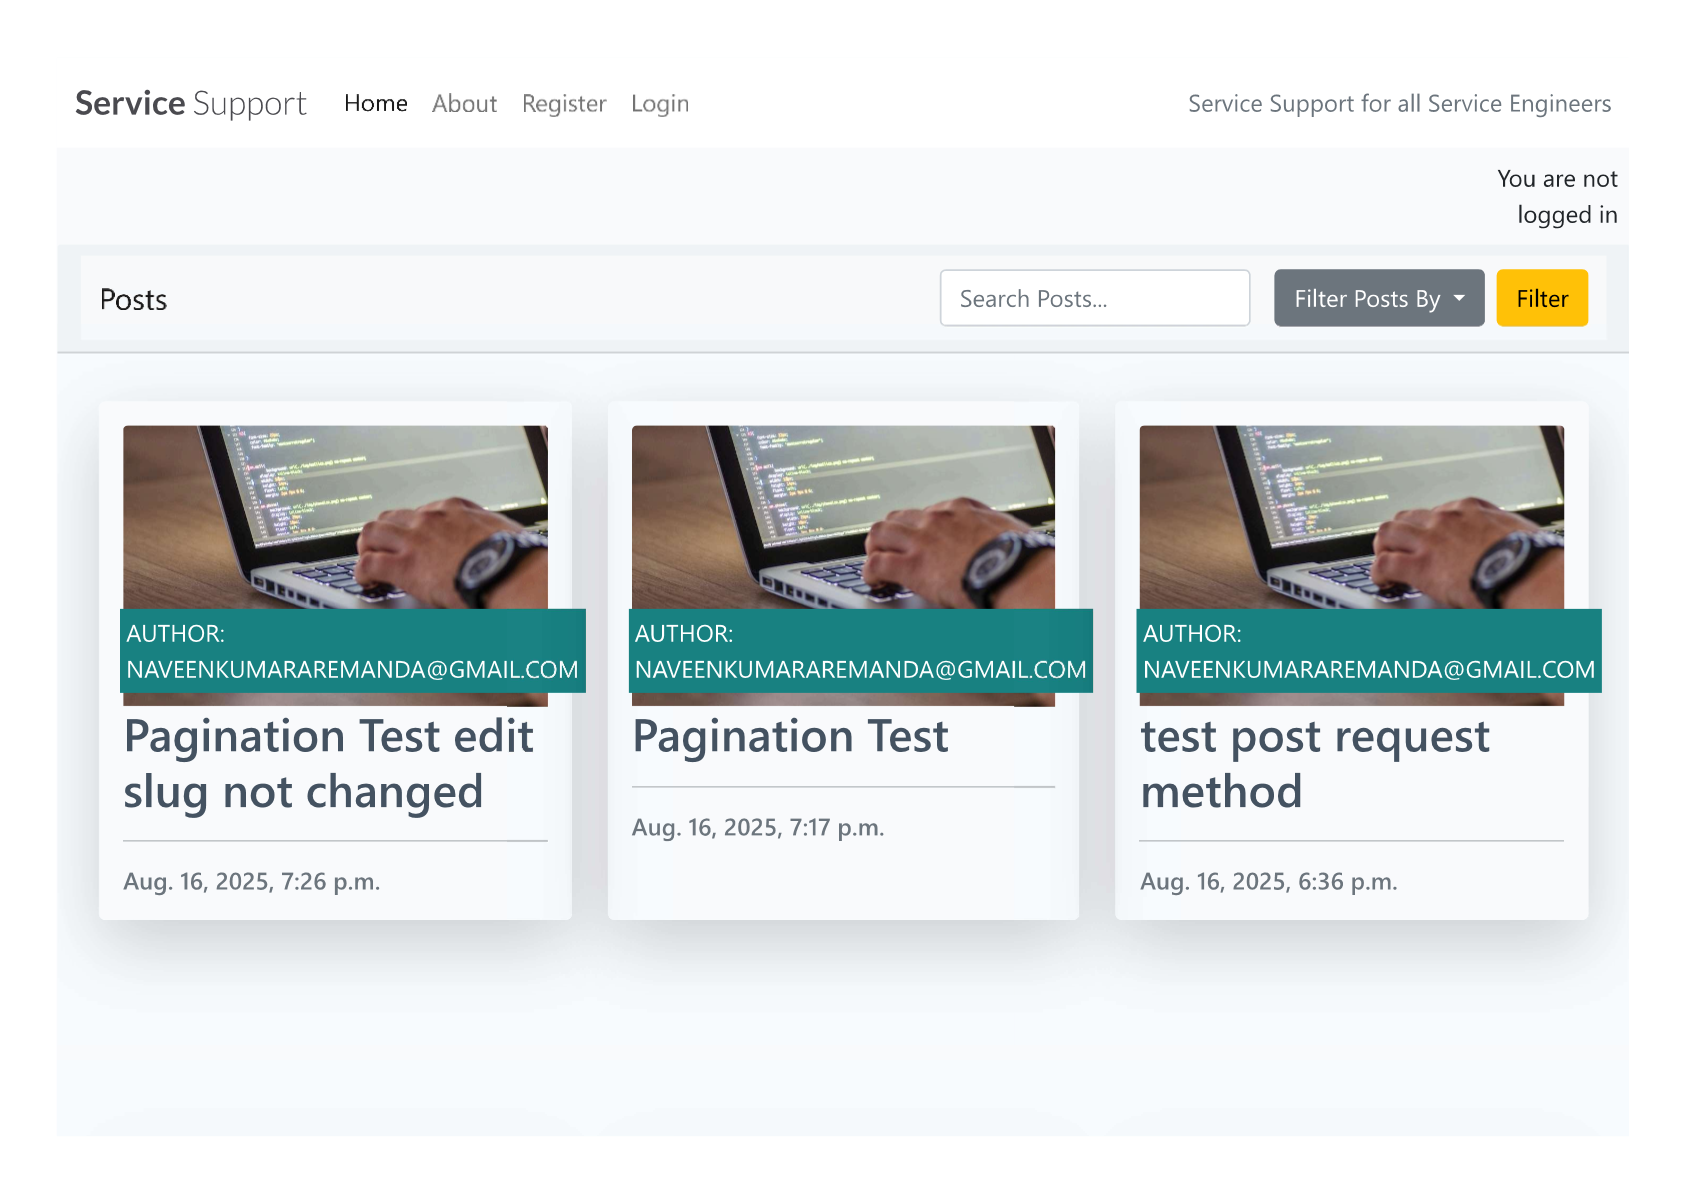 Service Support Home About Register Login Service Support for all Service Engineers
You are not
logged in
Posts Search Posts... Filter Posts By Filter
AUTHOR:
NAVEENKUMARAREMANDA@GMAIL.COM
Pagination Test edit
slug not changed
Aug. 16, 2025, 7:26 p.m.
AUTHOR:
NAVEENKUMARAREMANDA@GMAIL.COM
Pagination Test
Aug. 16, 2025, 7:17 p.m.
AUTHOR:
NAVEENKUMARAREMANDA@GMAIL.COM
test post request
method
Aug. 16, 2025, 6:36 p.m.